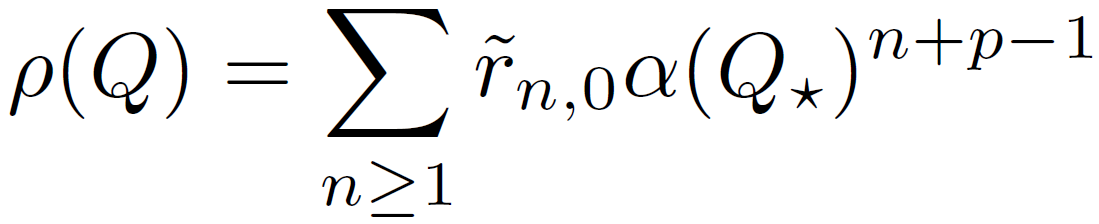 ρ(Q) = ∑_{n≥1} r̃_{n,0} α(Q_⋆)^{n+p−1}